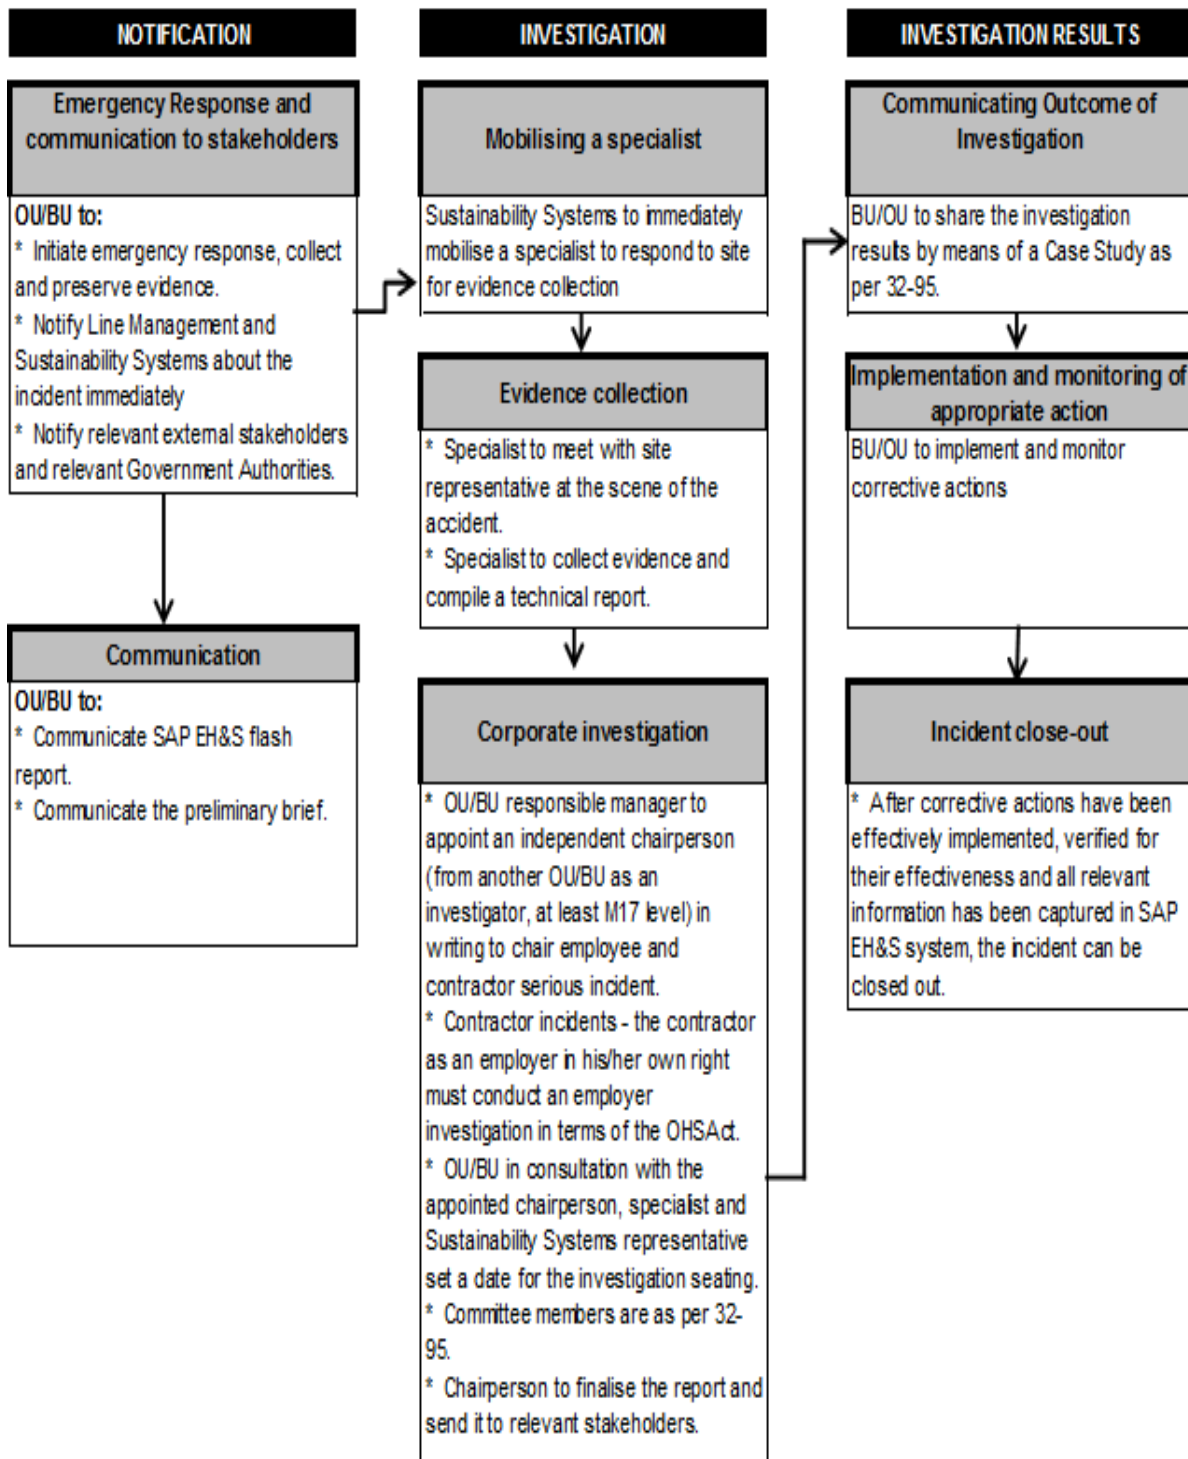 NOTIFICATION
Emergency Response and
communication to stakeholders
OU/BU to:
* Initiate emergency response, collect
and preserve evidence.
* Notify Line Management and
Sustainability Systems about the
incident immediately
* Notify relevant external stakeholders
and relevant Government Authorities.
Communication
OU/BU to:
* Communicate SAP EH&S flash
report.
* Communicate the preliminary brief.
INVESTIGATION
Mobilising a specialist
Sustainability Systems to immediately
mobilise a specialist to respond to site
for evidence collection
Evidence collection
* Specialist to meet with site
representative at the scene of the
accident.
* Specialist to collect evidence and
compile a technical report.
Corporate investigation
* OU/BU responsible manager to
appoint an independent chairperson
(from another OU/BU as an
investigator, at least M17 level) in
writing to chair employee and
contractor serious incident.
* Contractor incidents - the contractor
as an employer in his/her own right
must conduct an employer
investigation in terms of the OHSAct.
* OU/BU in consultation with the
appointed chairperson, specialist and
Sustainability Systems representative
set a date for the investigation seating.
* Committee members are as per 32-
95.
* Chairperson to finalise the report and
send it to relevant stakeholders.
INVESTIGATION RESULTS
Communicating Outcome of
Investigation
BU/OU to share the investigation
results by means of a Case Study as
per 32-95.
Implementation and monitoring of
appropriate action
BU/OU to implement and monitor
corrective actions
Incident close-out
* After corrective actions have been
effectively implemented, verified for
their effectiveness and all relevant
information has been captured in SAP
EH&S system, the incident can be
closed out.